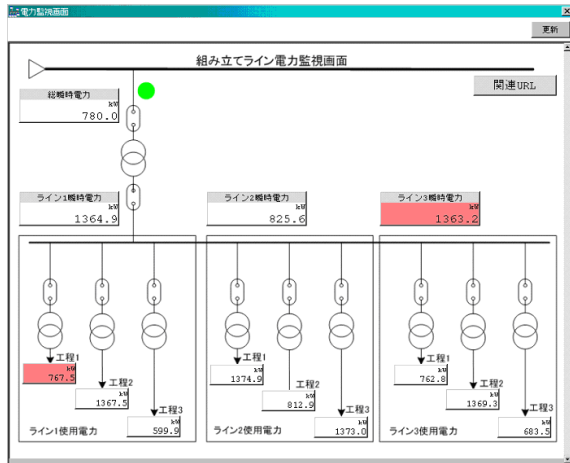 電力監視画面
更新
組み立てライン電力監視画面
関連URL
総瞬時電力
kW
780.0
ライン1瞬時電力
kW
1364.9
ライン2瞬時電力
kW
825.6
ライン3瞬時電力
kW
1363.2
工程1
kW
767.5
工程2
kW
1367.5
工程3
kW
599.9
ライン1使用電力
工程1
kW
1374.9
工程2
kW
812.9
工程3
kW
1373.0
ライン2使用電力
工程1
kW
762.8
工程2
kW
1369.3
工程3
kW
683.5
ライン3使用電力